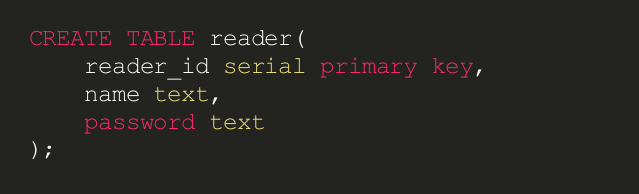 CREATE TABLE reader(
    reader_id serial primary key,
    name text,
    password text
);